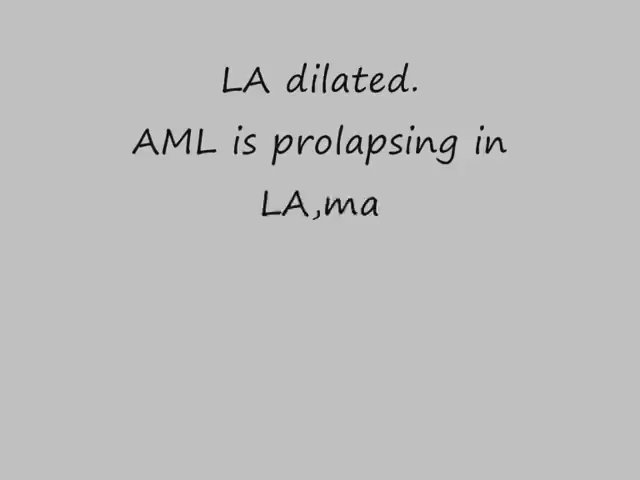 LA dilated.
AML is prolapsing in
LA,ma